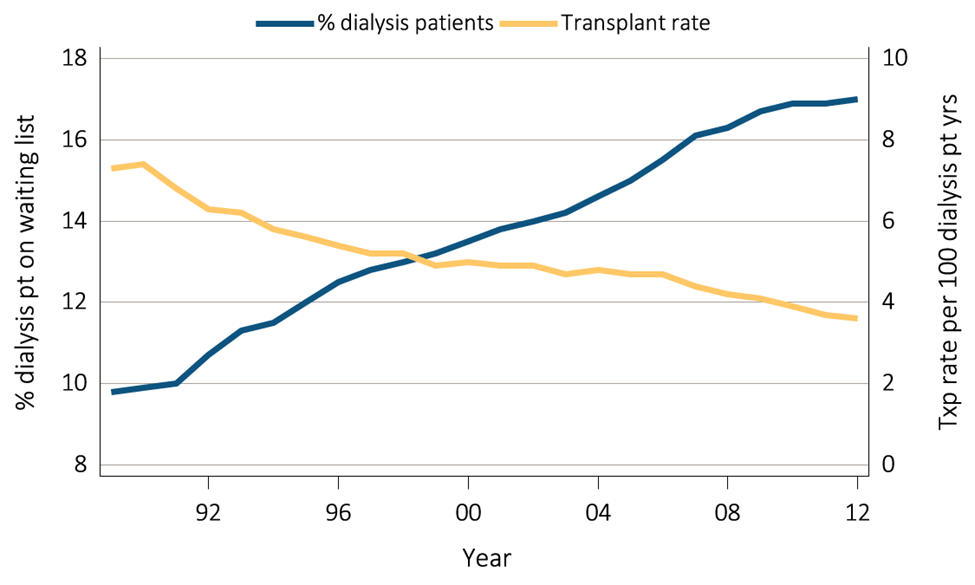 % dialysis patients Transplant rate
% dialysis pt on waiting list
18
16
14
12
10
8
10
8
6
4
2
0
Txp rate per 100 dialysis pt yrs
92 96 00 04 08 12
Year